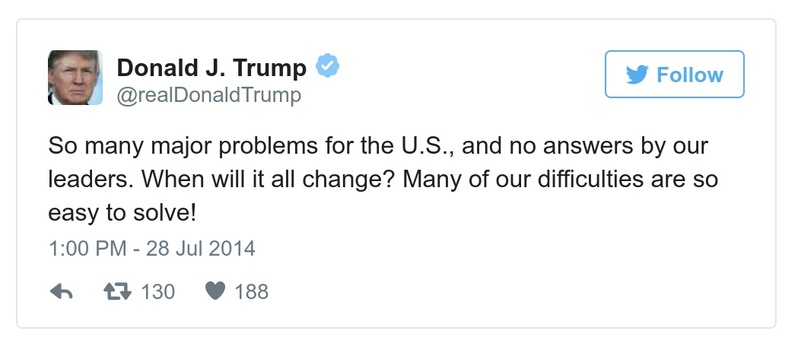 Donald J. Trump
@realDonaldTrump
Follow
So many major problems for the U.S., and no answers by our
leaders. When will it all change? Many of our difficulties are so
easy to solve!
1:00 PM - 28 Jul 2014
130 188